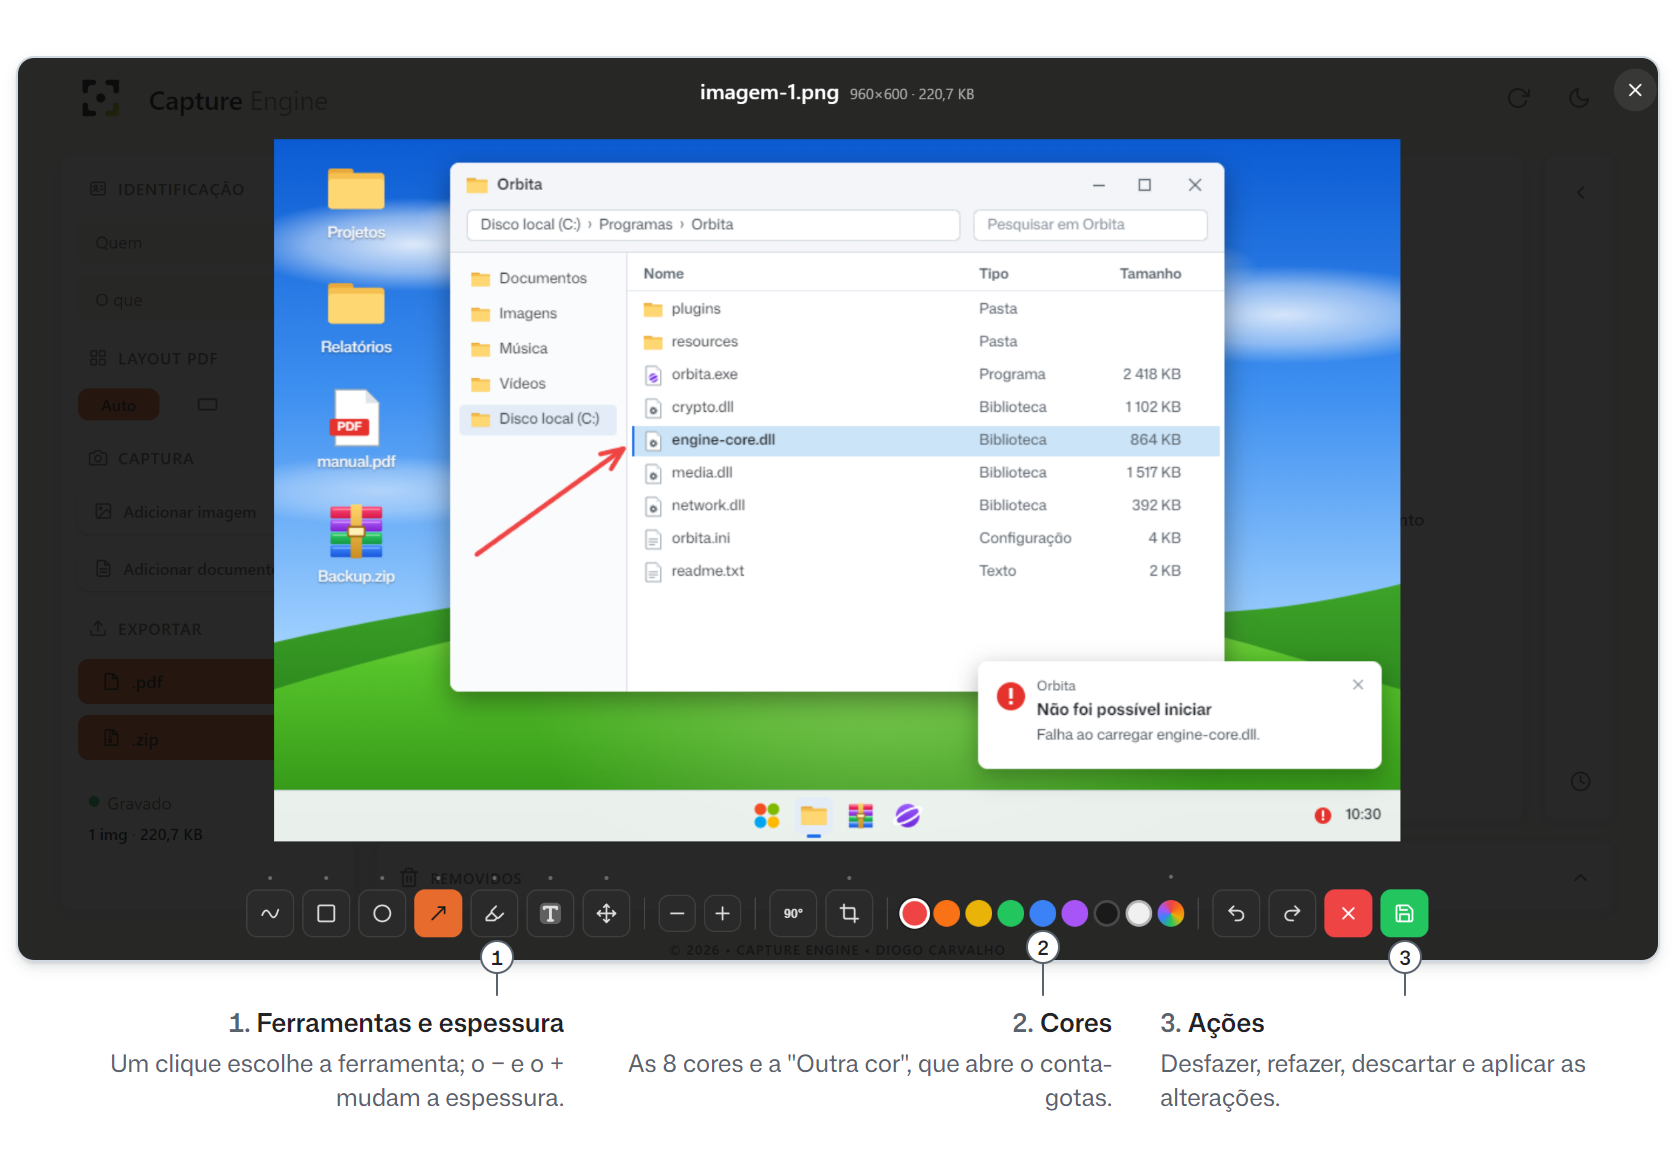 Capture Engine
imagem-1.png 960×600 · 220,7 KB
IDENTIFICAÇÃO
Quem
O que
LAYOUT PDF
Auto
CAPTURA
Adicionar imagem
Adicionar documento
EXPORTAR
.pdf
.zip
Gravado
1 img · 220,7 KB
Projetos
Relatórios
PDF
manual.pdf
Backup.zip
Orbita
Disco local (C:) › Programas › Orbita
Pesquisar em Orbita
Documentos
Imagens
Música
Vídeos
Disco local (C:)
Nome Tipo Tamanho
plugins Pasta
resources Pasta
orbita.exe Programa 2 418 KB
crypto.dll Biblioteca 1 102 KB
engine-core.dll Biblioteca 864 KB
media.dll Biblioteca 1 517 KB
network.dll Biblioteca 392 KB
orbita.ini Configuração 4 KB
readme.txt Texto 2 KB
Orbita
Não foi possível iniciar
Falha ao carregar engine-core.dll.
10:30
nto
REMOVIDOS
T
90°
© 2026 • CAPTURE ENGINE • DIOGO CARVALHO
1
2
3
1. Ferramentas e espessura
Um clique escolhe a ferramenta; o − e o +
mudam a espessura.
2. Cores
As 8 cores e a "Outra cor", que abre o conta-
gotas.
3. Ações
Desfazer, refazer, descartar e aplicar as
alterações.